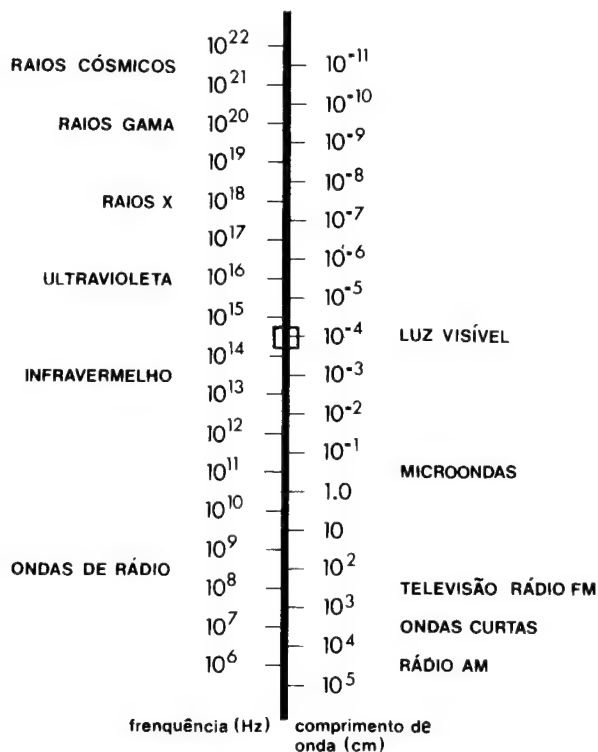 10²²
RAIOS CÓSMICOS 10⁻¹¹
10²¹
10⁻¹⁰
RAIOS GAMA 10²⁰
10⁻⁹
10¹⁹
10⁻⁸
RAIOS X 10¹⁸
10⁻⁷
10¹⁷
10⁻⁶
ULTRAVIOLETA 10¹⁶
10⁻⁵
10¹⁵
10⁻⁴ LUZ VISÍVEL
10¹⁴
INFRAVERMELHO 10⁻³
10¹³
10⁻²
10¹²
10⁻¹
10¹¹ MICROONDAS
1.0
10¹⁰
10
10⁹
ONDAS DE RÁDIO 10²
10⁸ TELEVISÃO RÁDIO FM
10³
10⁷ ONDAS CURTAS
10⁴
10⁶ RÁDIO AM
10⁵
frenquência (Hz) comprimento de
onda (cm)